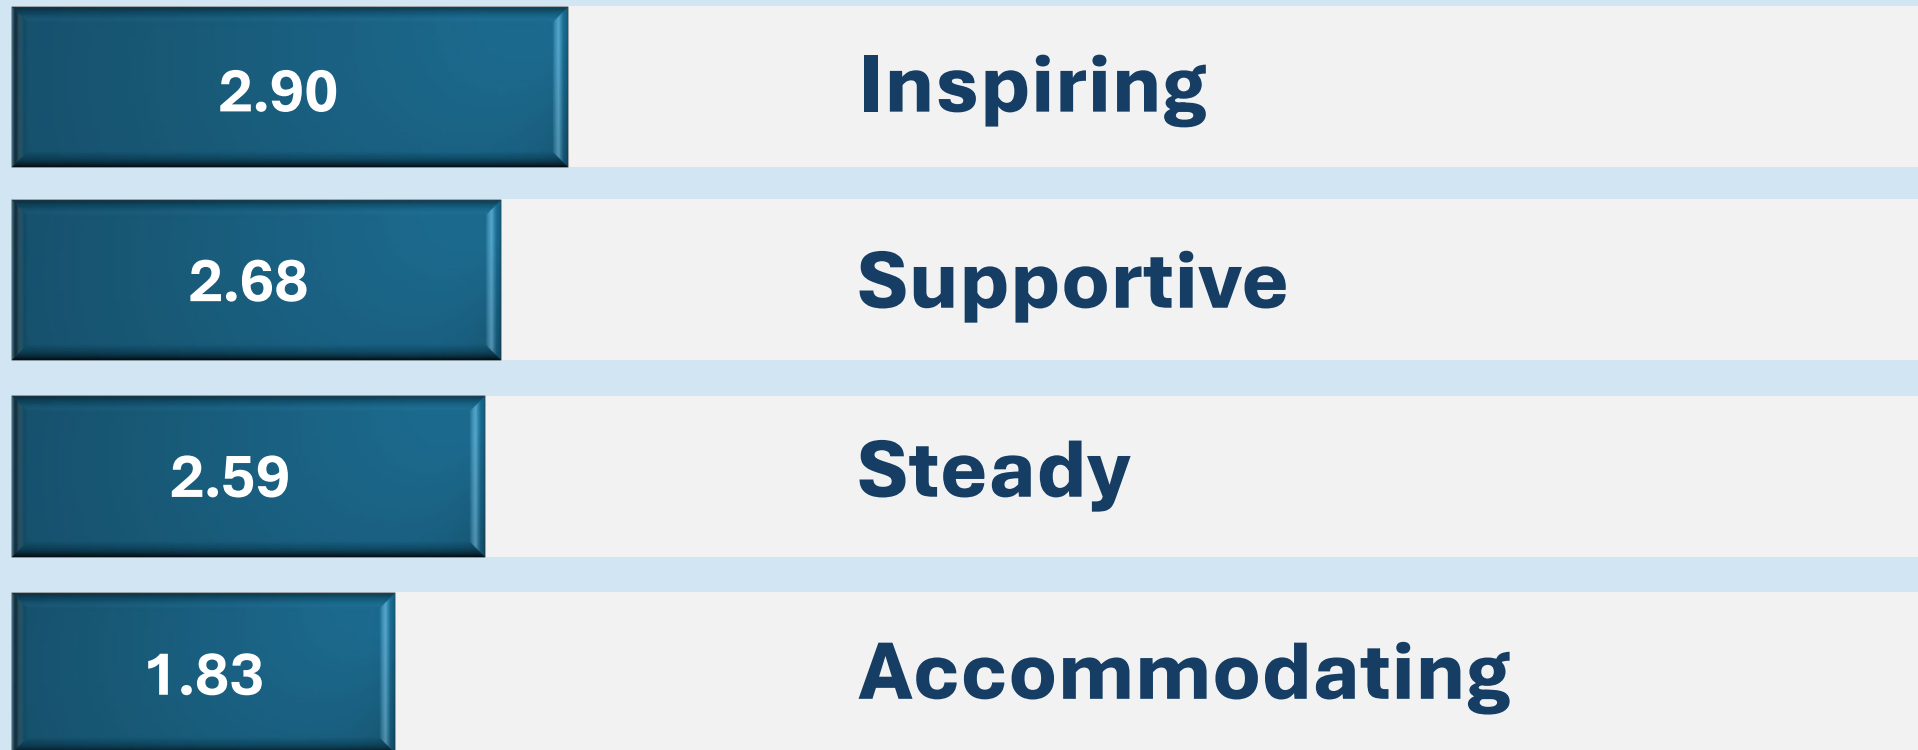 2.90 Inspiring
2.68 Supportive
2.59 Steady
1.83 Accommodating